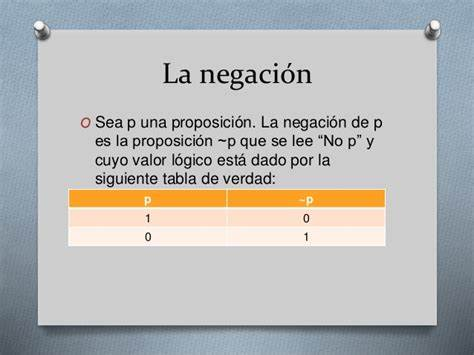 La negación
O Sea p una proposición. La negación de p
es la proposición ~p que se lee “No p” y
cuyo valor lógico está dado por la
siguiente tabla de verdad:
p ~p
1 0
0 1